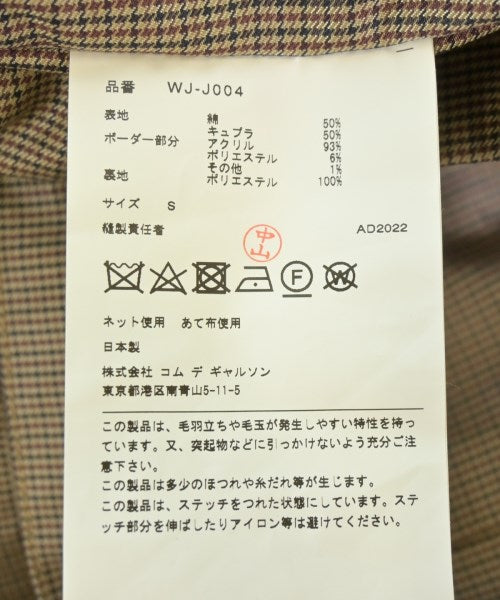 品番 WJ-J004
表地 綿 50%
キュプラ 50%
ボーダー部分 アクリル 93%
ポリエステル 6%
その他 1%
裏地 ポリエステル 100%
サイズ S
縫製責任者 中山 AD2022
F W
ネット使用 あて布使用
日本製
株式会社 コム デ ギャルソン
東京都港区南青山5-11-5
この製品は、毛羽立ちや毛玉が発生しやすい特性を持っ
ています。又、突起物などに引っかけないよう充分ご注
意下さい。
この製品は多少のほつれや糸だれ等が生じます。
この製品は、ステッチをつれた状態にしています。ステ
ッチ部分を伸ばしたりアイロン等は避けてください。